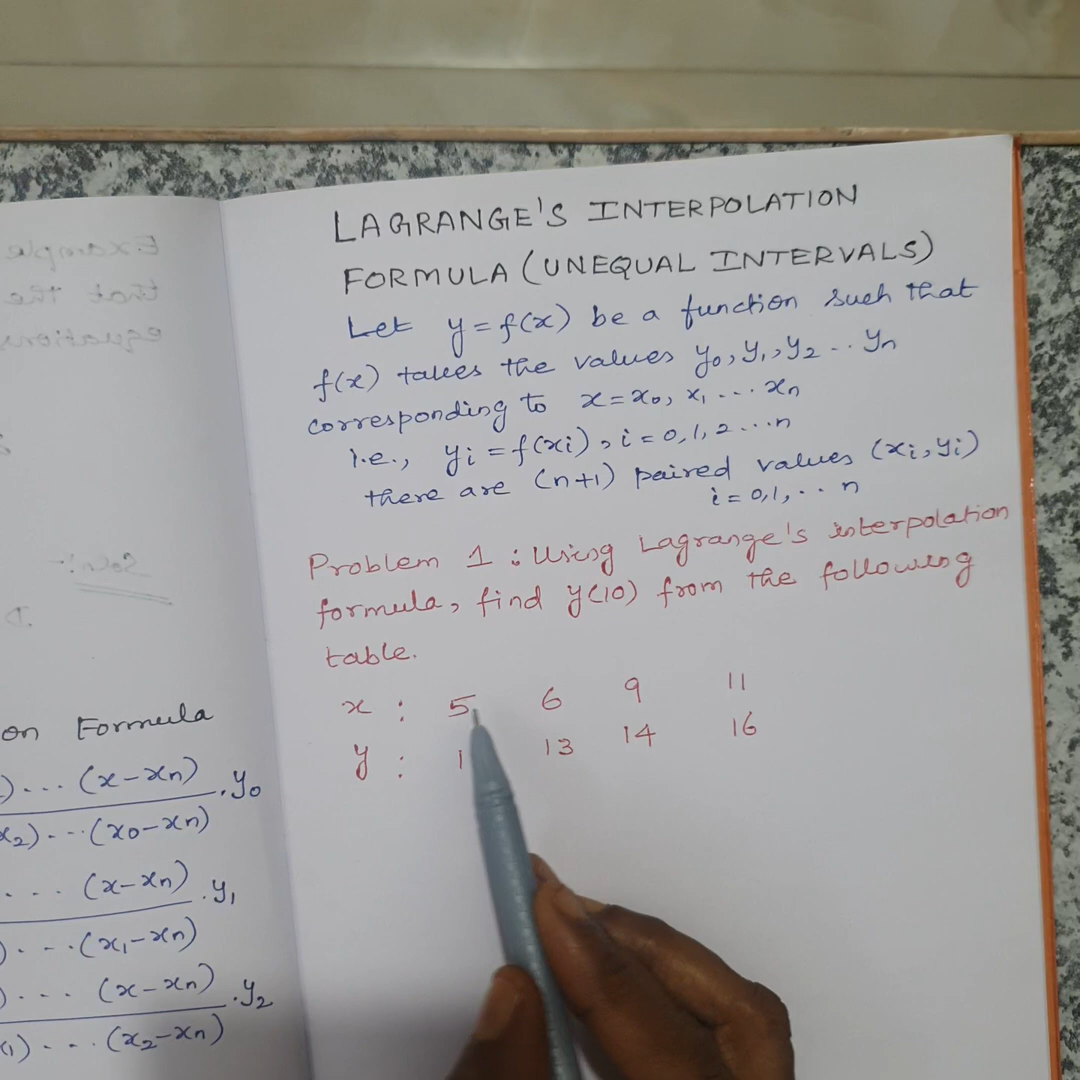 LAGRANGE'S INTERPOLATION
FORMULA (UNEQUAL INTERVALS)
Let y = f(x) be a function such that
f(x) takes the values y₀, y₁, y₂ .. yₙ
corresponding to x = x₀, x₁ ... xₙ
i.e., yᵢ = f(xᵢ), i = 0, 1, 2 ... n
there are (n+1) paired values (xᵢ, yᵢ)
i = 0, 1, .. n
Problem 1 : Using Lagrange's interpolation
formula, find y(10) from the following
table.
x : 5 6 9 11
y : 1 13 14 16
on Formula
)... (x-xₙ) .y₀
x₂)...(x₀-xₙ)
... (x-xₙ) .y₁
)...(x₁-xₙ)
)... (x-xₙ) .y₂
x₁)...(x₂-xₙ)